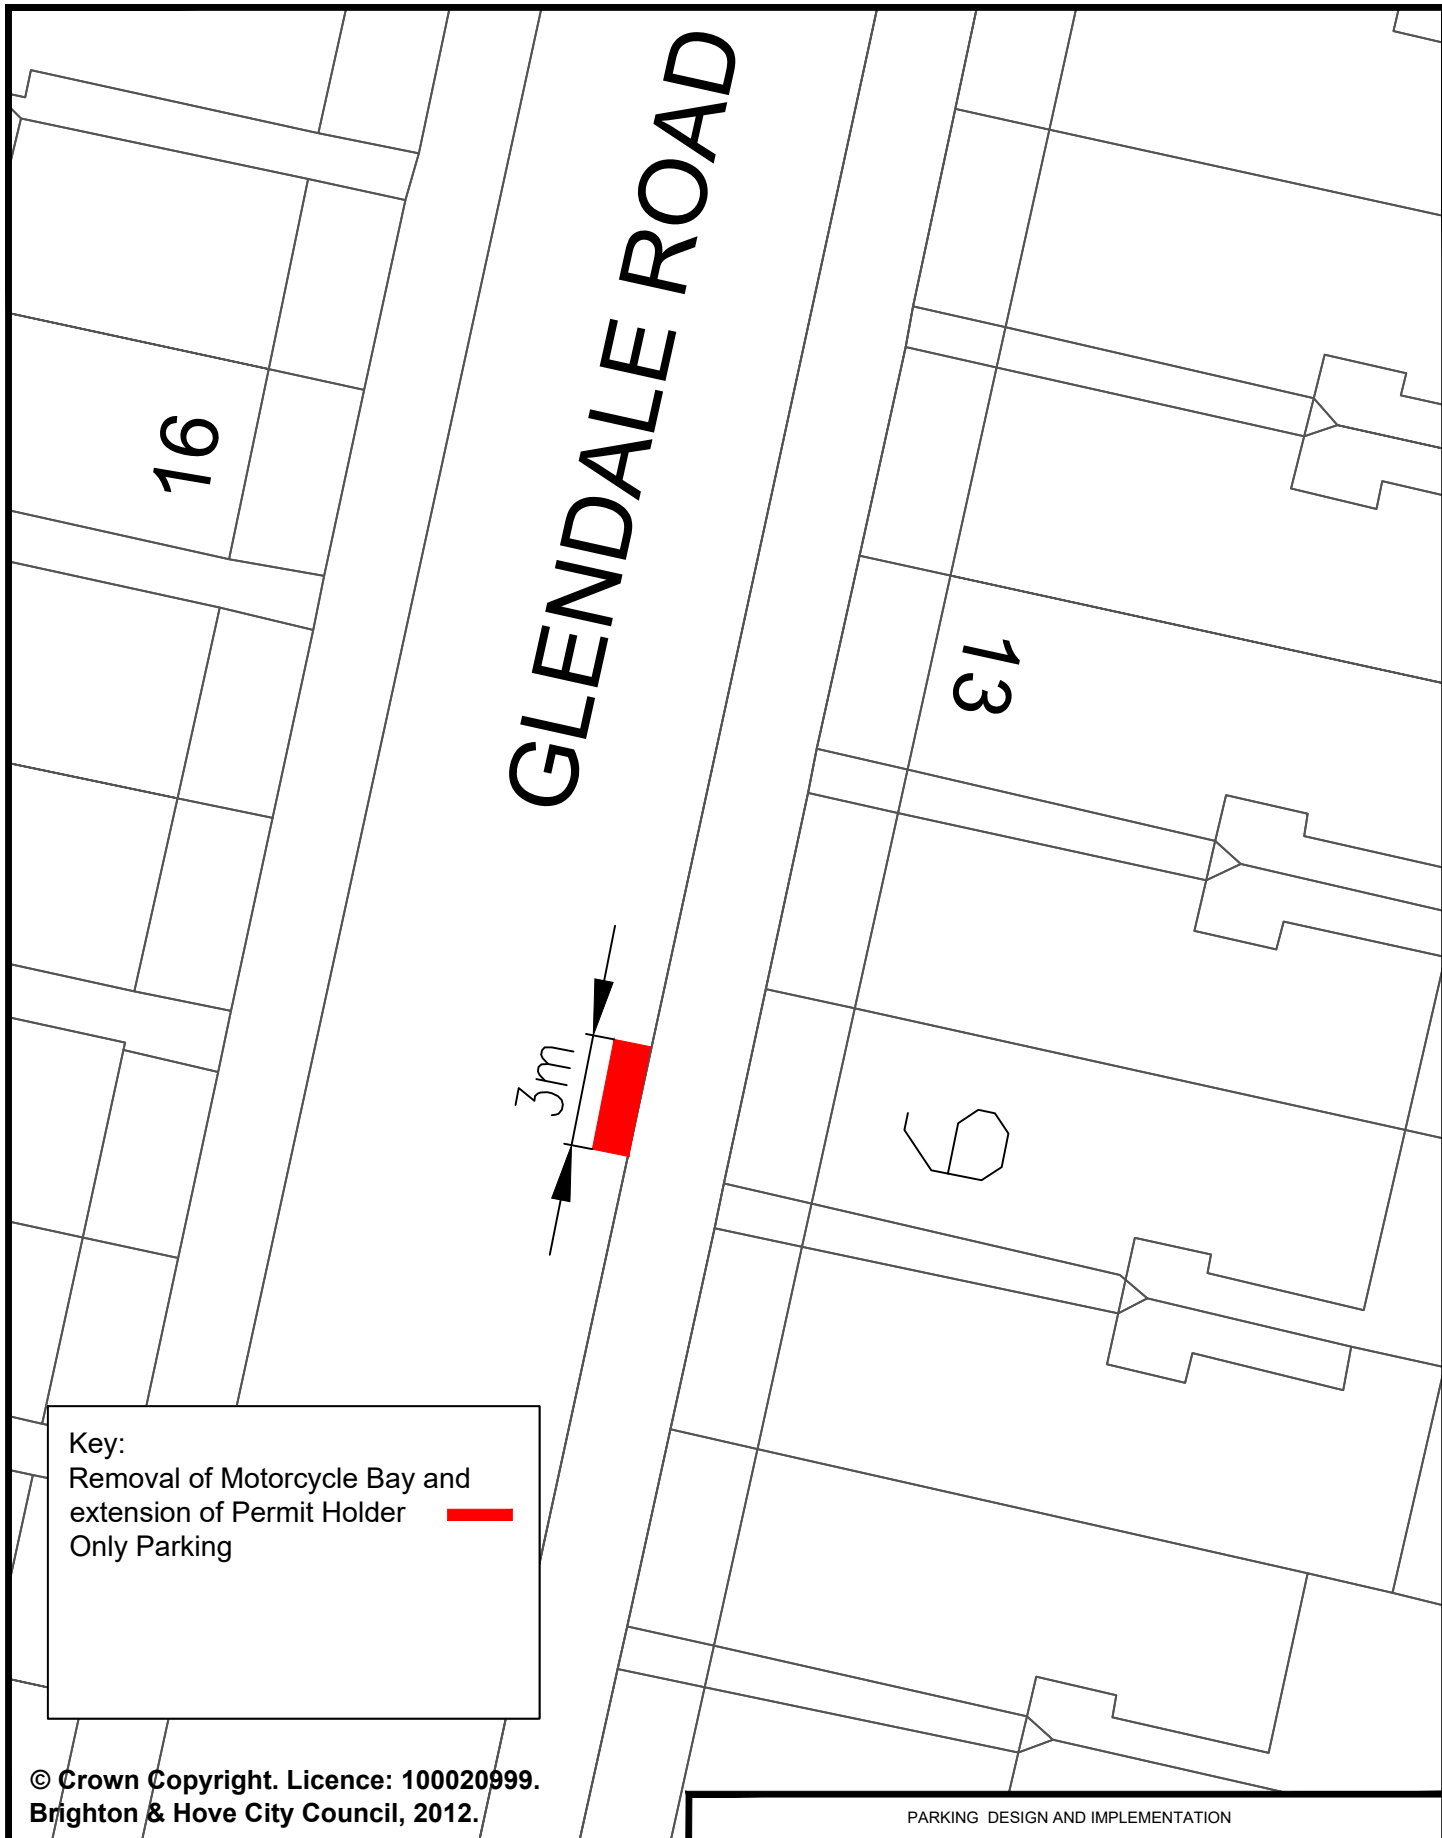 GLENDALE ROAD
16
13
3m
9
Key:
Removal of Motorcycle Bay and
extension of Permit Holder
Only Parking
© Crown Copyright. Licence: 100020999.
Brighton & Hove City Council, 2012.
PARKING DESIGN AND IMPLEMENTATION